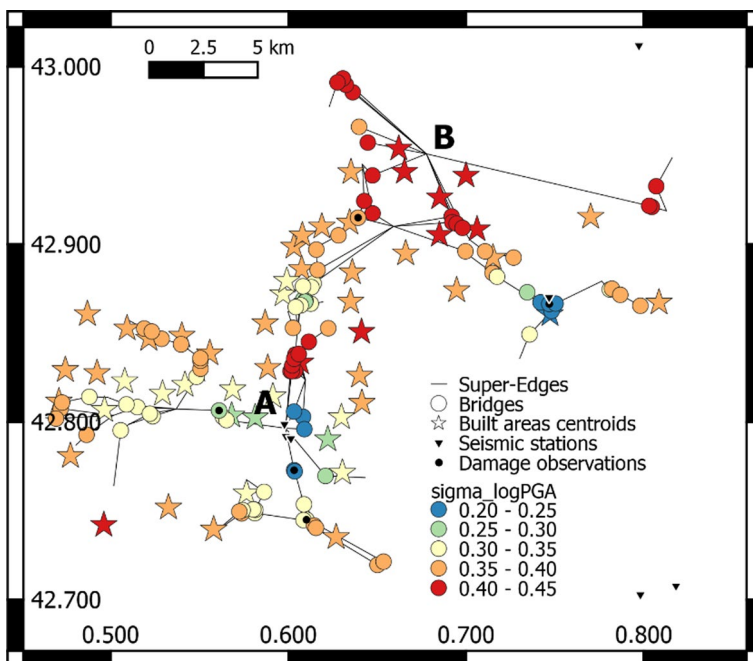 0 2.5 5 km
43.000
B
42.900
A
Super-Edges
Bridges
Built areas centroids
Seismic stations
Damage observations
42.800
sigma_logPGA
0.20 - 0.25
0.25 - 0.30
0.30 - 0.35
0.35 - 0.40
0.40 - 0.45
42.700
0.500 0.600 0.700 0.800